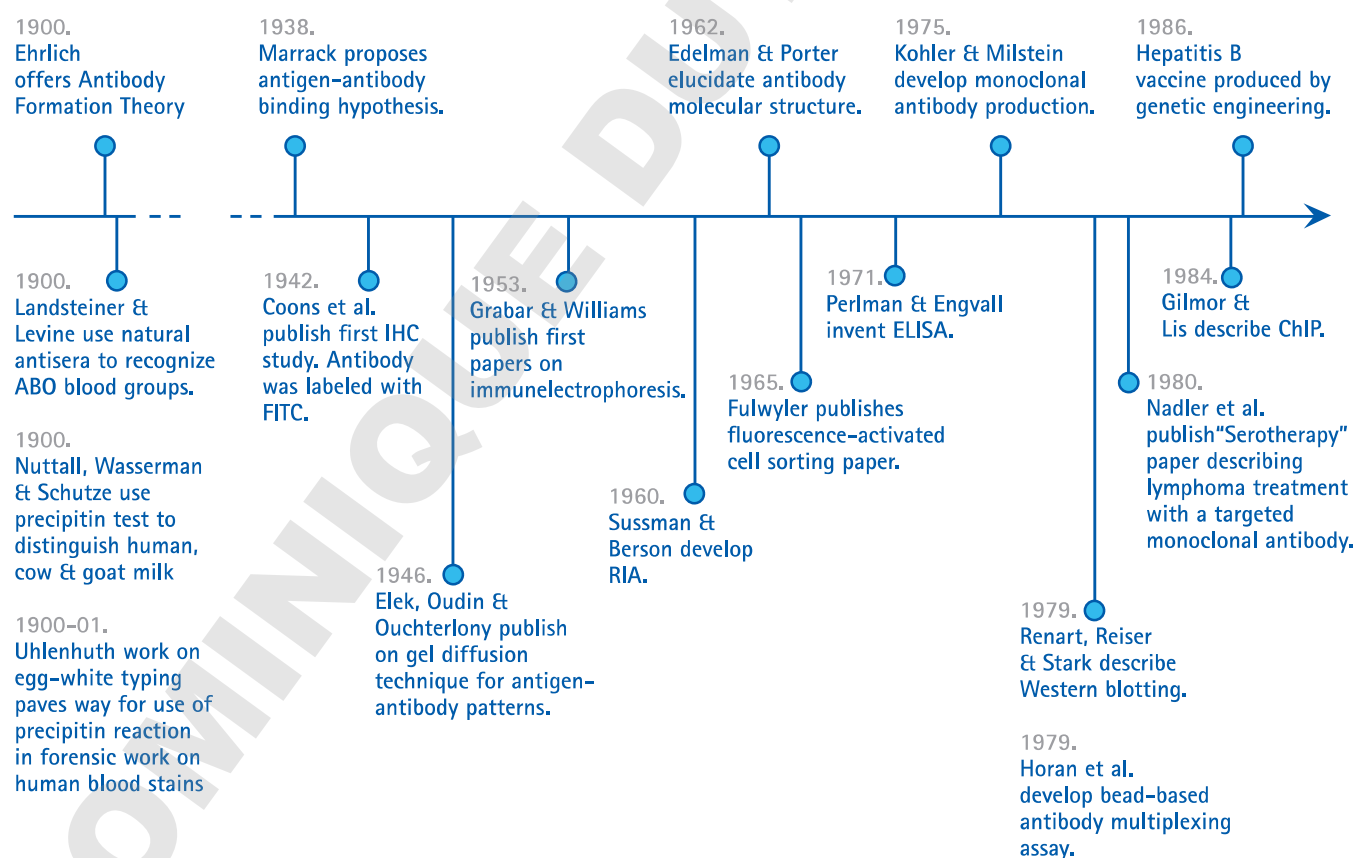 1900.
Ehrlich
offers Antibody
Formation Theory
1938.
Marrack proposes
antigen-antibody
binding hypothesis.
1962.
Edelman & Porter
elucidate antibody
molecular structure.
1975.
Kohler & Milstein
develop monoclonal
antibody production.
1986.
Hepatitis B
vaccine produced by
genetic engineering.
1900.
Landsteiner &
Levine use natural
antisera to recognize
ABO blood groups.
1900.
Nuttall, Wasserman
& Schutze use
precipitin test to
distinguish human,
cow & goat milk
1900-01.
Uhlenhuth work on
egg-white typing
paves way for use of
precipitin reaction
in forensic work on
human blood stains
1942.
Coons et al.
publish first IHC
study. Antibody
was labeled with
FITC.
1946.
Elek, Oudin &
Ouchterlony publish
on gel diffusion
technique for antigen-
antibody patterns.
1953.
Grabar & Williams
publish first
papers on
immunelectrophoresis.
1960.
Sussman &
Berson develop
RIA.
1965.
Fulwyler publishes
fluorescence-activated
cell sorting paper.
1971.
Perlman & Engvall
invent ELISA.
1979.
Renart, Reiser
& Stark describe
Western blotting.
1979.
Horan et al.
develop bead-based
antibody multiplexing
assay.
1980.
Nadler et al.
publish"Serotherapy"
paper describing
lymphoma treatment
with a targeted
monoclonal antibody.
1984.
Gilmor &
Lis describe ChIP.
OMINIQUE DU